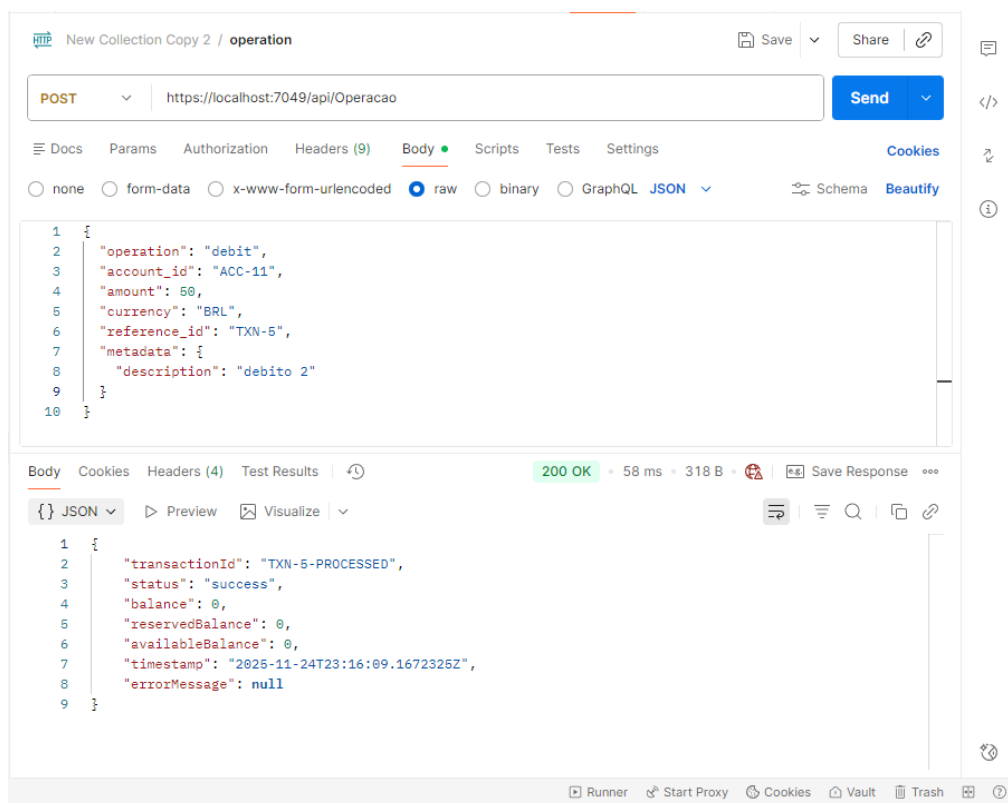 HTTP New Collection Copy 2 / operation Save Share
POST https://localhost:7049/api/Operacao Send
Docs Params Authorization Headers (9) Body Scripts Tests Settings Cookies
none form-data x-www-form-urlencoded raw binary GraphQL JSON Schema Beautify
1 {
2 "operation": "debit",
3 "account_id": "ACC-11",
4 "amount": 50,
5 "currency": "BRL",
6 "reference_id": "TXN-5",
7 "metadata": {
8 "description": "debito 2"
9 }
10 }
Body Cookies Headers (4) Test Results 200 OK 58 ms 318 B e.g. Save Response
{} JSON Preview Visualize
1 {
2 "transactionId": "TXN-5-PROCESSED",
3 "status": "success",
4 "balance": 0,
5 "reservedBalance": 0,
6 "availableBalance": 0,
7 "timestamp": "2025-11-24T23:16:09.1672325Z",
8 "errorMessage": null
9 }
Runner Start Proxy Cookies Vault Trash